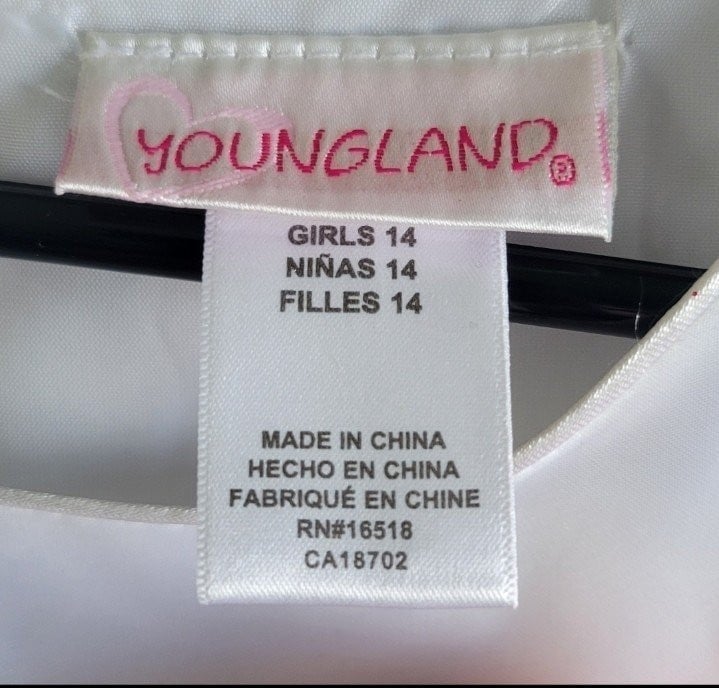 YOUNGLAND®
GIRLS 14
NIÑAS 14
FILLES 14
MADE IN CHINA
HECHO EN CHINA
FABRIQUÉ EN CHINE
RN#16518
CA18702